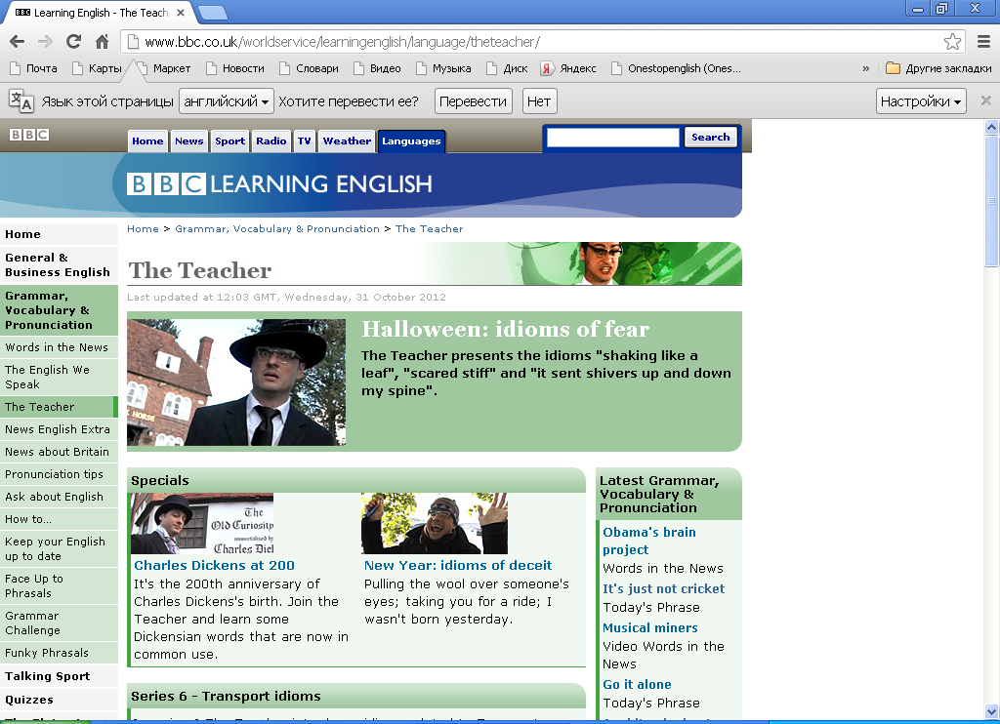 BBC Learning English - The Teach
www.bbc.co.uk/worldservice/learningenglish/language/theteacher/
Почта Карты Маркет Новости Словари Видео Музыка Диск Яндекс Onestopenglish (Ones... » Другие закладки
Язык этой страницы английский Хотите перевести ее? Перевести Нет Настройки
BBC
Home News Sport Radio TV Weather Languages Search
BBC LEARNING ENGLISH
Home > Grammar, Vocabulary & Pronunciation > The Teacher
The Teacher
Last updated at 12:03 GMT, Wednesday, 31 October 2012
Home
General &
Business English
Grammar,
Vocabulary &
Pronunciation
Words in the News
The English We
Speak
The Teacher
News English Extra
News about Britain
Pronunciation tips
Ask about English
How to...
Keep your English
up to date
Face Up to
Phrasals
Grammar
Challenge
Funky Phrasals
Talking Sport
Quizzes
HORSE
Halloween: idioms of fear
The Teacher presents the idioms "shaking like a
leaf", "scared stiff" and "it sent shivers up and down
my spine".
Specials
The
Old Curiosity
immortalised by
Charles Dick
Charles Dickens at 200
It's the 200th anniversary of
Charles Dickens's birth. Join the
Teacher and learn some
Dickensian words that are now in
common use.
New Year: idioms of deceit
Pulling the wool over someone's
eyes; taking you for a ride; I
wasn't born yesterday.
Series 6 - Transport idioms
Latest Grammar,
Vocabulary &
Pronunciation
Obama's brain
project
Words in the News
It's just not cricket
Today's Phrase
Musical miners
Video Words in the
News
Go it alone
Today's Phrase